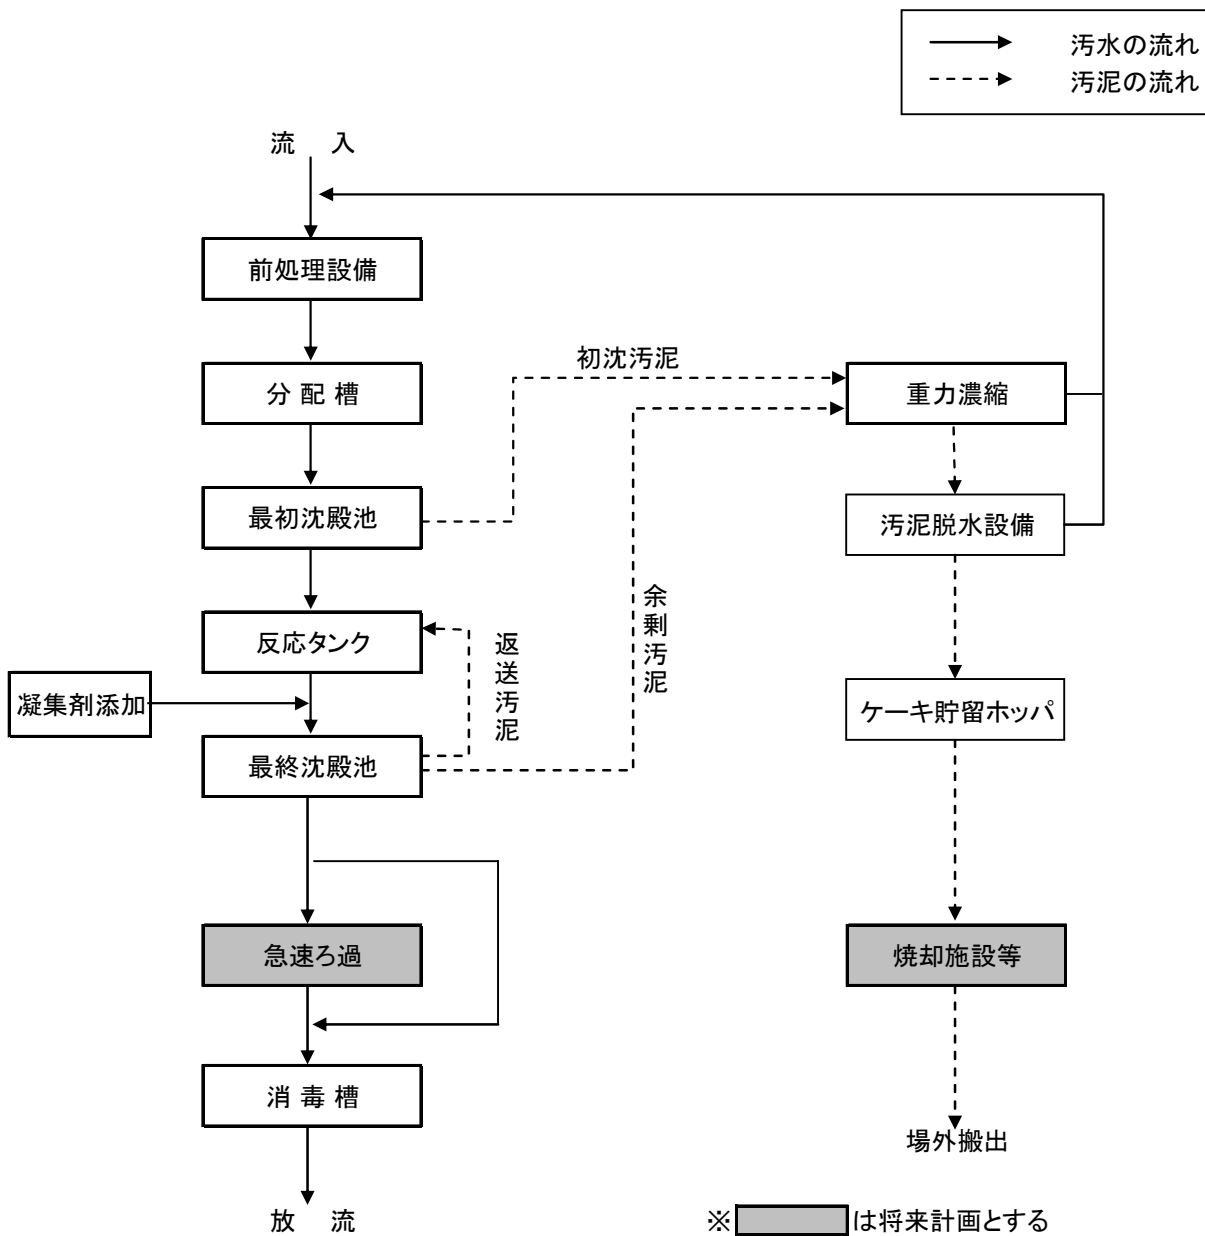 汚水の流れ
汚泥の流れ
流 入
前処理設備
分 配 槽
最初沈殿池
反応タンク
凝集剤添加
最終沈殿池
急速ろ過
消 毒 槽
放 流
初沈汚泥
返送汚泥
余剰汚泥
重力濃縮
汚泥脱水設備
ケーキ貯留ホッパ
焼却施設等
場外搬出
※ は将来計画とする